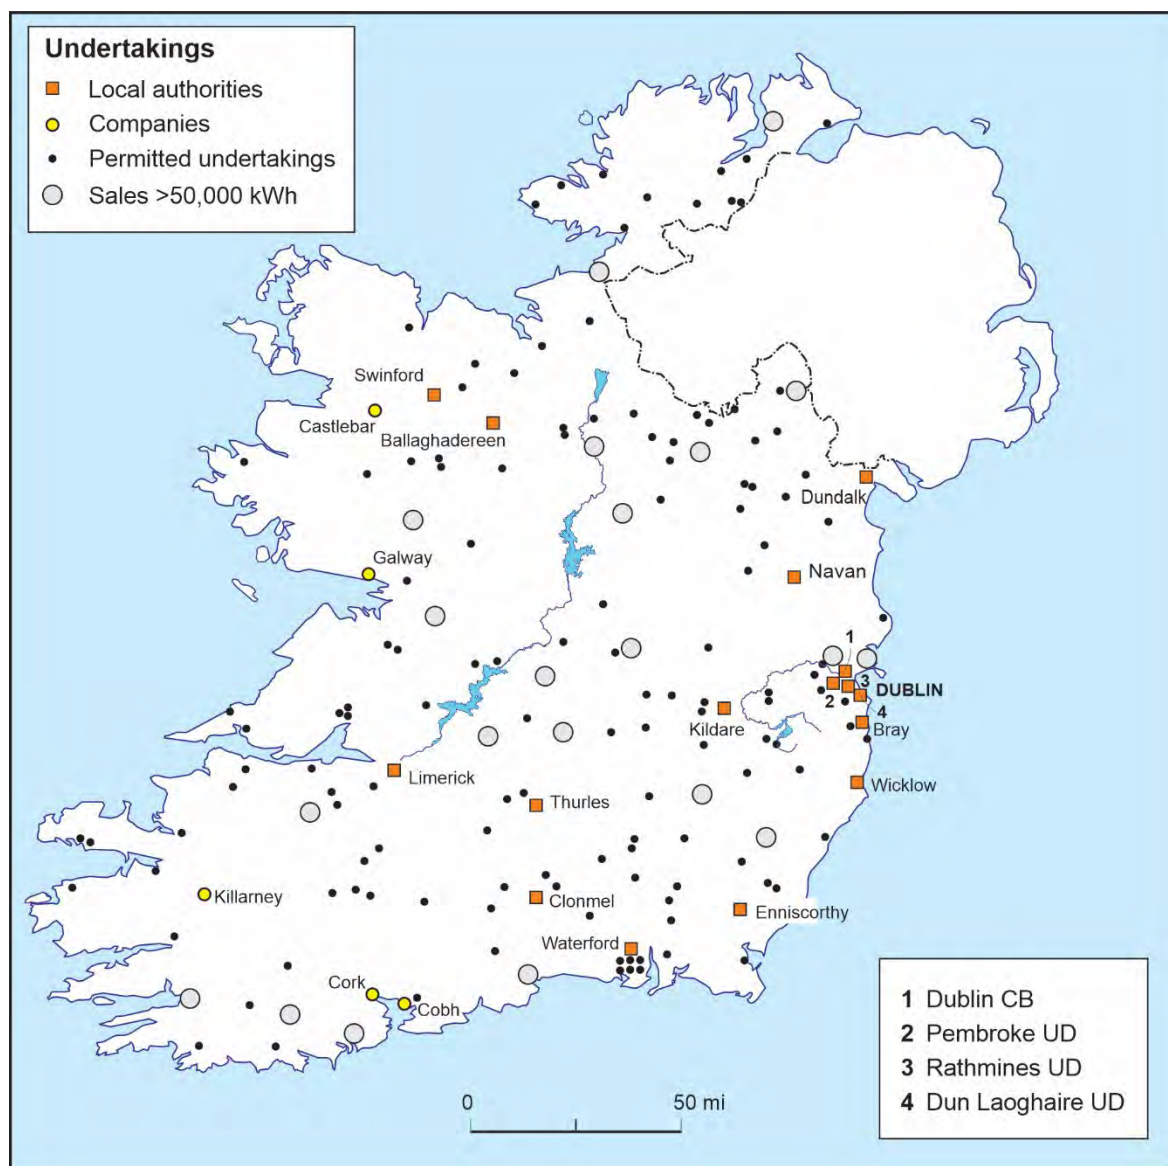 Undertakings
Local authorities
Companies
Permitted undertakings
Sales >50,000 kWh
Swinford
Castlebar
Ballaghadereen
Dundalk
Galway
Navan
1
3
DUBLIN
2
4
Kildare
Bray
Limerick
Wicklow
Thurles
Killarney
Clonmel
Enniscorthy
Waterford
Cork
Cobh
0 50 mi
1 Dublin CB
2 Pembroke UD
3 Rathmines UD
4 Dun Laoghaire UD